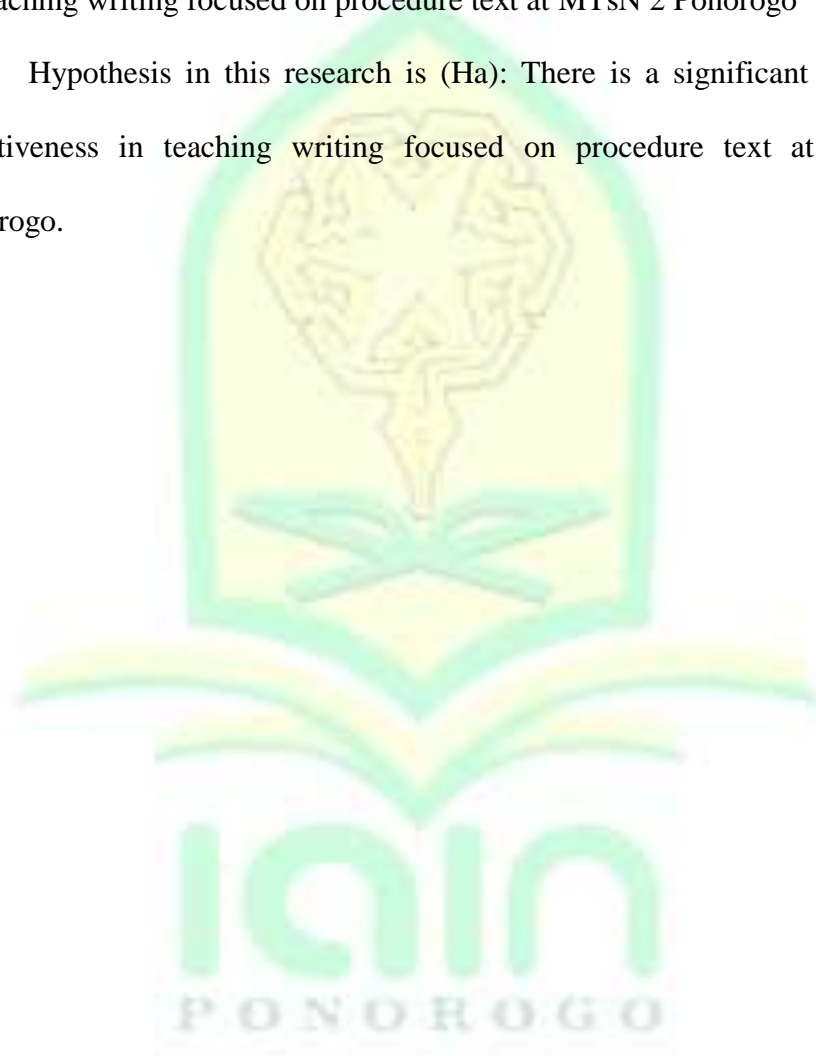 aching writing focused on procedure text at MTsN 2 Ponorogo
Hypothesis in this research is (Ha): There is a significant
tiveness in teaching writing focused on procedure text at
rogo.
iain
PONOROGO